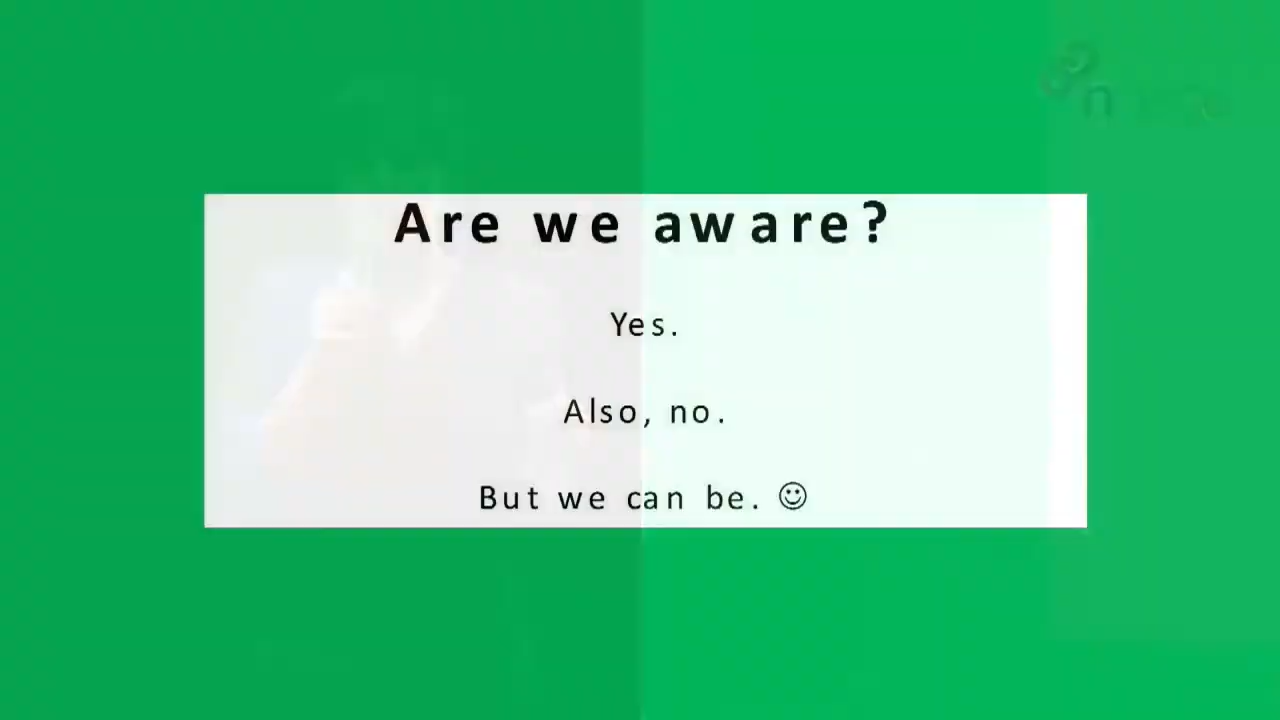 Are we aware?
Yes.
Also, no.
But we can be. ☺